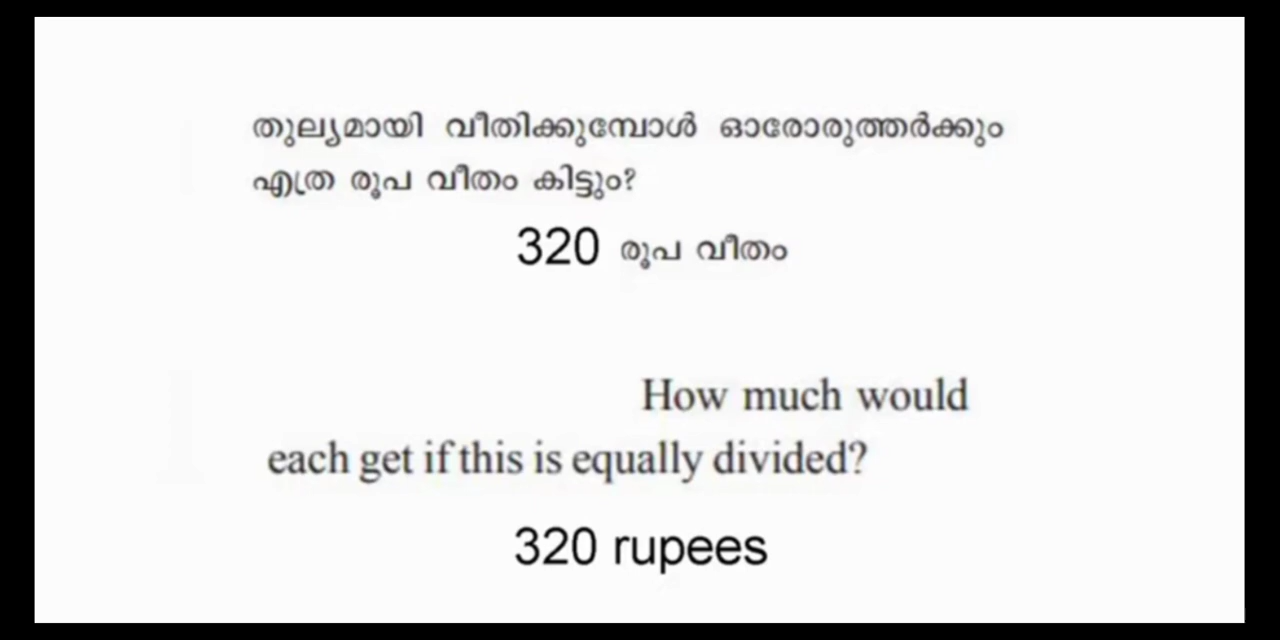 തുല്യമായി വീതിക്കുമ്പോൾ ഓരോരുത്തർക്കും
എത്ര രൂപ വീതം കിട്ടും?
320 രൂപ വീതം
How much would
each get if this is equally divided?
320 rupees